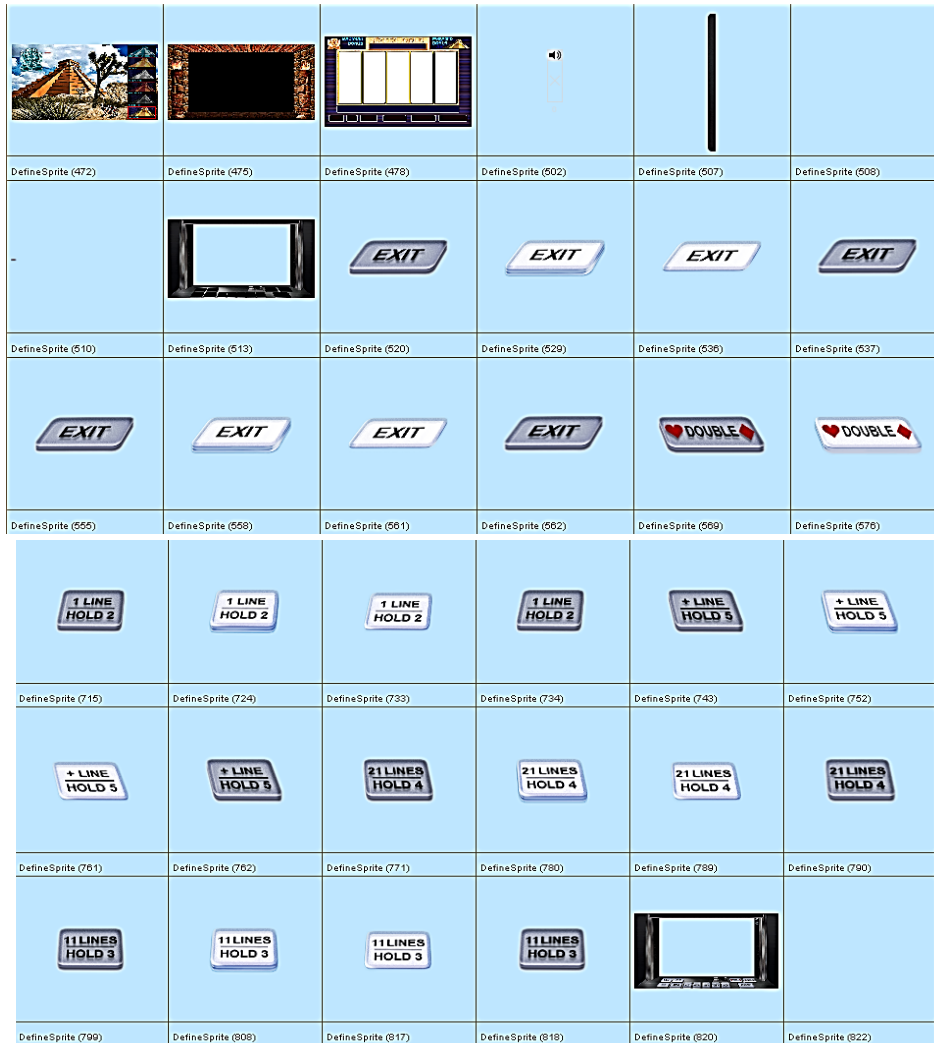 DefineSprite (472)
DefineSprite (475)
DefineSprite (478)
DefineSprite (502)
DefineSprite (507)
DefineSprite (508)
EXIT
EXIT
EXIT
EXIT
DefineSprite (510)
DefineSprite (513)
DefineSprite (520)
DefineSprite (529)
DefineSprite (536)
DefineSprite (537)
EXIT
EXIT
EXIT
EXIT
DOUBLE
DOUBLE
DefineSprite (555)
DefineSprite (558)
DefineSprite (561)
DefineSprite (562)
DefineSprite (569)
DefineSprite (576)
1 LINE
HOLD 2
1 LINE
HOLD 2
1 LINE
HOLD 2
1 LINE
HOLD 2
+ LINE
HOLD 5
+ LINE
HOLD 5
DefineSprite (715)
DefineSprite (724)
DefineSprite (733)
DefineSprite (734)
DefineSprite (743)
DefineSprite (752)
+ LINE
HOLD 5
+ LINE
HOLD 5
21 LINES
HOLD 4
21 LINES
HOLD 4
21 LINES
HOLD 4
21 LINES
HOLD 4
DefineSprite (761)
DefineSprite (762)
DefineSprite (771)
DefineSprite (780)
DefineSprite (789)
DefineSprite (790)
11 LINES
HOLD 3
11 LINES
HOLD 3
11 LINES
HOLD 3
11 LINES
HOLD 3
DefineSprite (799)
DefineSprite (808)
DefineSprite (817)
DefineSprite (818)
DefineSprite (820)
DefineSprite (822)